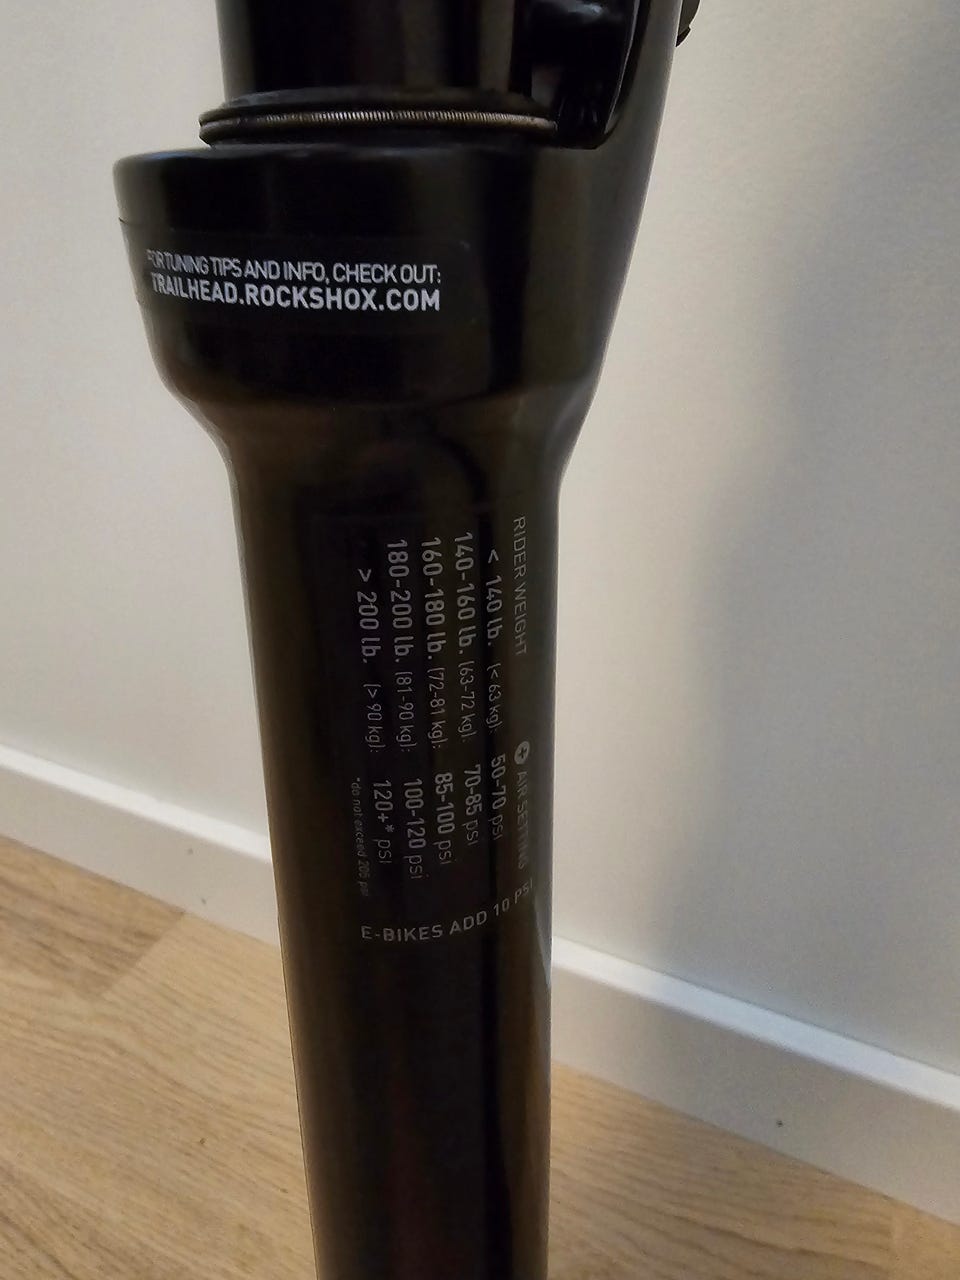 FOR TUNING TIPS AND INFO, CHECK OUT:
TRAILHEAD.ROCKSHOX.COM
RIDER WEIGHT + AIR SETTING
< 140 lb. (< 63 kg): 50-70 psi
140-160 lb. (63-72 kg): 70-85 psi
160-180 lb. (72-81 kg): 85-100 psi
180-200 lb. (81-90 kg): 100-120 psi
> 200 lb. (> 90 kg): 120+* psi
*do not exceed 205 psi
E-BIKES ADD 10 PSI